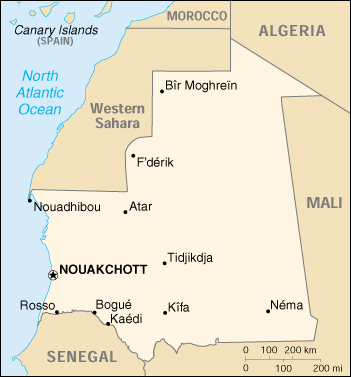 Canary Islands
(SPAIN)
MOROCCO
ALGERIA
North
Atlantic
Ocean
Bîr Moghreïn
Western
Sahara
F'dérik
MALI
Nouadhibou
Atar
Tidjikdja
NOUAKCHOTT
Rosso
Bogué
Kaédi
Kîfa
Néma
SENEGAL
0 100 200 km
0 100 200 mi